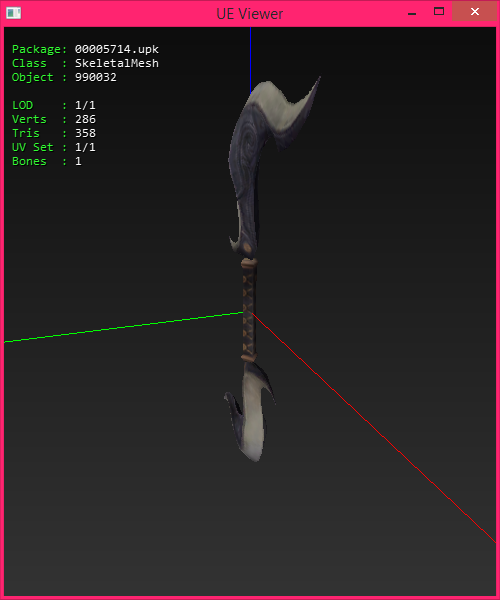 UE Viewer
Package: 00005714.upk
Class  : SkeletalMesh
Object : 990032
LOD    : 1/1
Verts  : 286
Tris   : 358
UV Set : 1/1
Bones  : 1